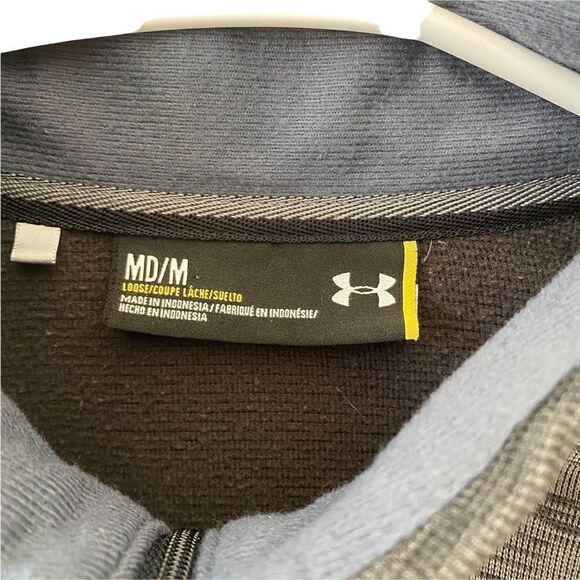 MD/M
LOOSE/COUPE LÂCHE/SUELTO
MADE IN INDONESIA/FABRIQUÉ EN INDONÉSIE/
HECHO EN INDONESIA